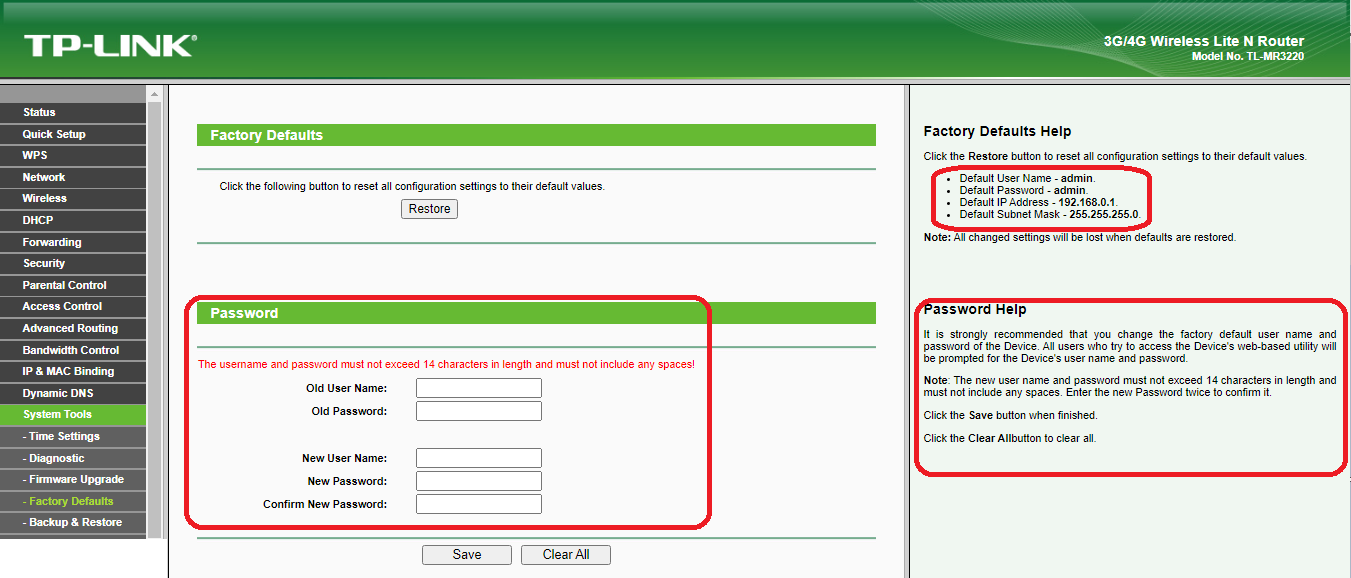 TP-LINK®
3G/4G Wireless Lite N Router
Model No. TL-MR3220
Status
Quick Setup
WPS
Network
Wireless
DHCP
Forwarding
Security
Parental Control
Access Control
Advanced Routing
Bandwidth Control
IP & MAC Binding
Dynamic DNS
System Tools
- Time Settings
- Diagnostic
- Firmware Upgrade
- Factory Defaults
- Backup & Restore
Factory Defaults
Click the following button to reset all configuration settings to their default values.
Restore
Password
The username and password must not exceed 14 characters in length and must not include any spaces!
Old User Name:
Old Password:
New User Name:
New Password:
Confirm New Password:
Save Clear All
Factory Defaults Help
Click the Restore button to reset all configuration settings to their default values.
• Default User Name - admin.
• Default Password - admin.
• Default IP Address - 192.168.0.1.
• Default Subnet Mask - 255.255.255.0.
Note: All changed settings will be lost when defaults are restored.
Password Help
It is strongly recommended that you change the factory default user name and
password of the Device. All users who try to access the Device's web-based utility will
be prompted for the Device's user name and password.
Note: The new user name and password must not exceed 14 characters in length and
must not include any spaces. Enter the new Password twice to confirm it.
Click the Save button when finished.
Click the Clear Allbutton to clear all.